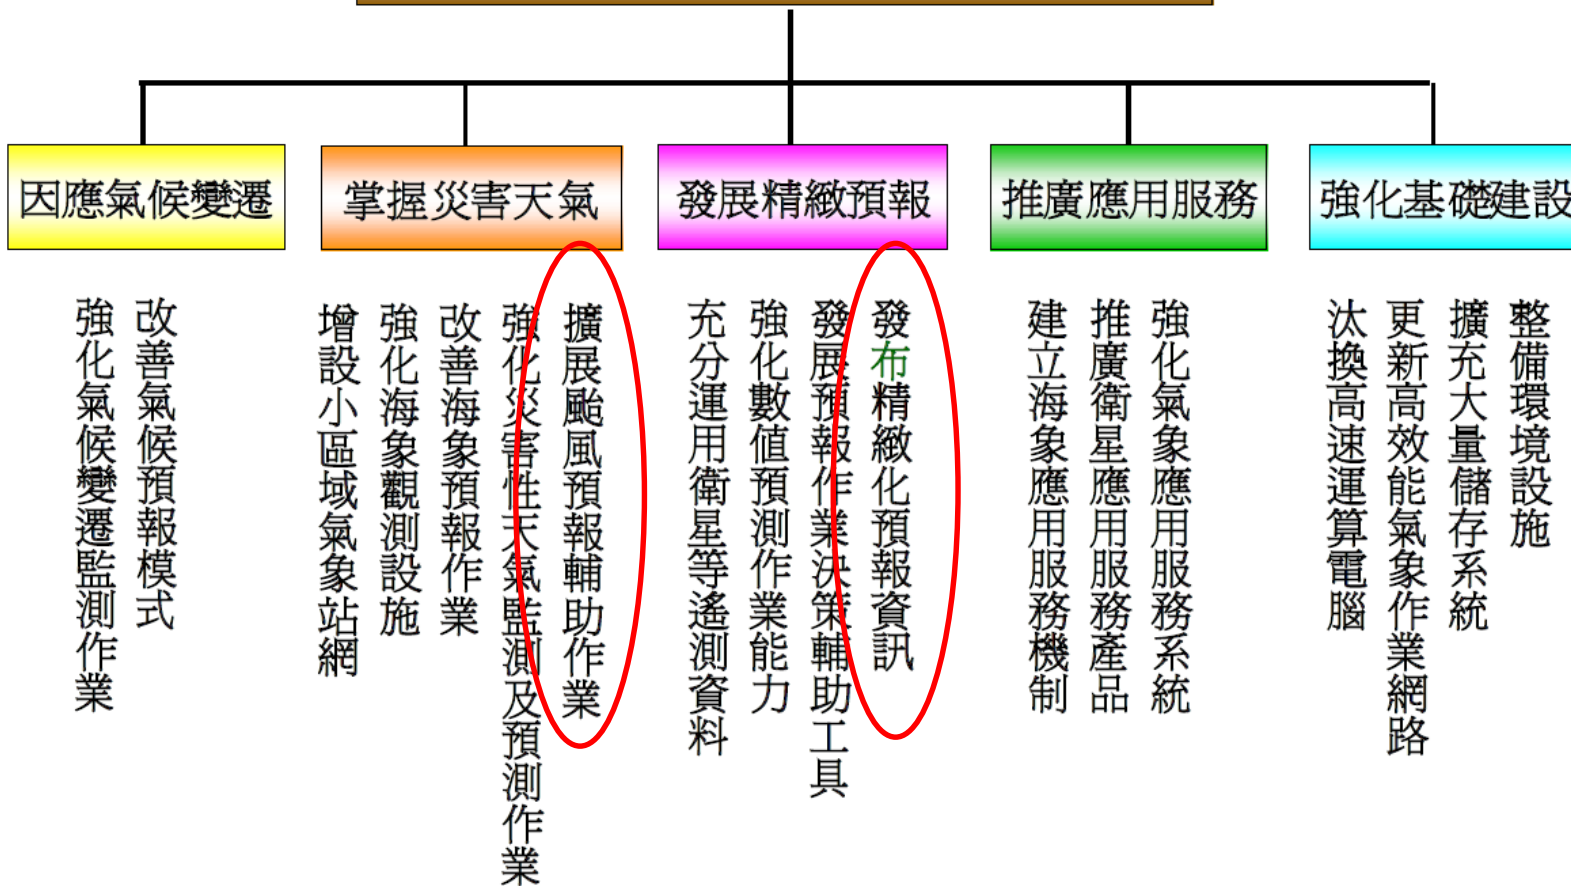 因應氣候變遷
掌握災害天氣
發展精緻預報
推廣應用服務
強化基礎建設
改善氣候預報模式
強化氣候變遷監測作業
擴展颱風預報輔助作業
強化災害性天氣監測及預測作業
改善海象預報作業
強化海象觀測設施
增設小區域氣象站網
發布精緻化預報資訊
發展預報作業決策輔助工具
強化數值預測作業能力
充分運用衛星等遙測資料
強化氣象應用服務系統
推廣衛星應用服務產品
建立海象應用服務機制
整備環境設施
擴充大量儲存系統
更新高效能氣象作業網路
汰換高速運算電腦